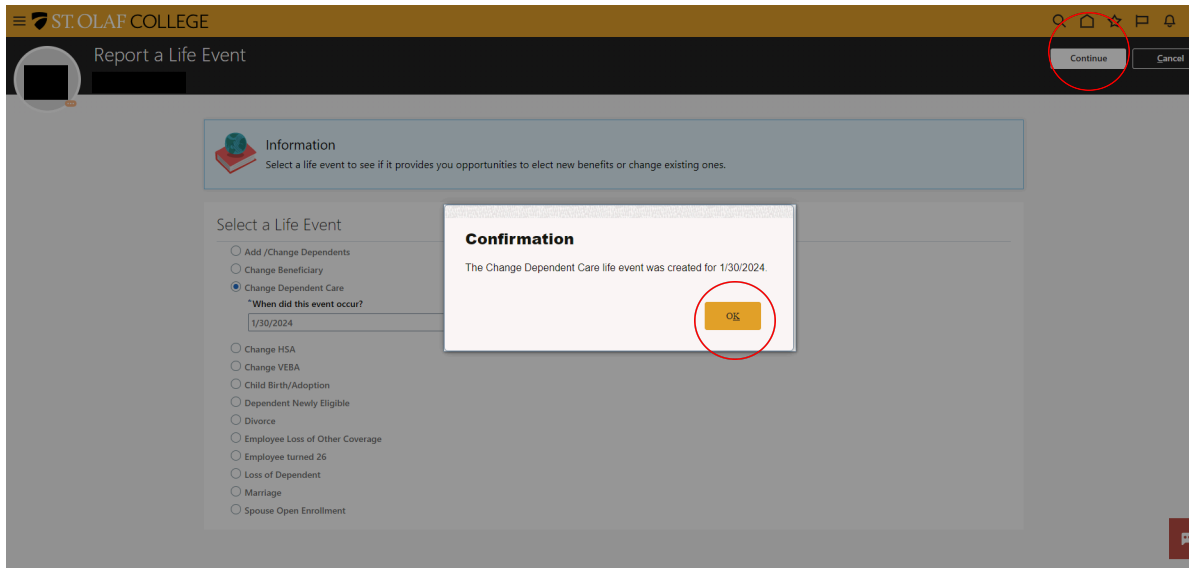 ST. OLAF COLLEGE
Report a Life Event
Continue
Cancel
Information
Select a life event to see if it provides you opportunities to elect new benefits or change existing ones.
Select a Life Event
Add /Change Dependents
Change Beneficiary
Change Dependent Care
*When did this event occur?
1/30/2024
Change HSA
Change VEBA
Child Birth/Adoption
Dependent Newly Eligible
Divorce
Employee Loss of Other Coverage
Employee turned 26
Loss of Dependent
Marriage
Spouse Open Enrollment
Confirmation
The Change Dependent Care life event was created for 1/30/2024.
OK